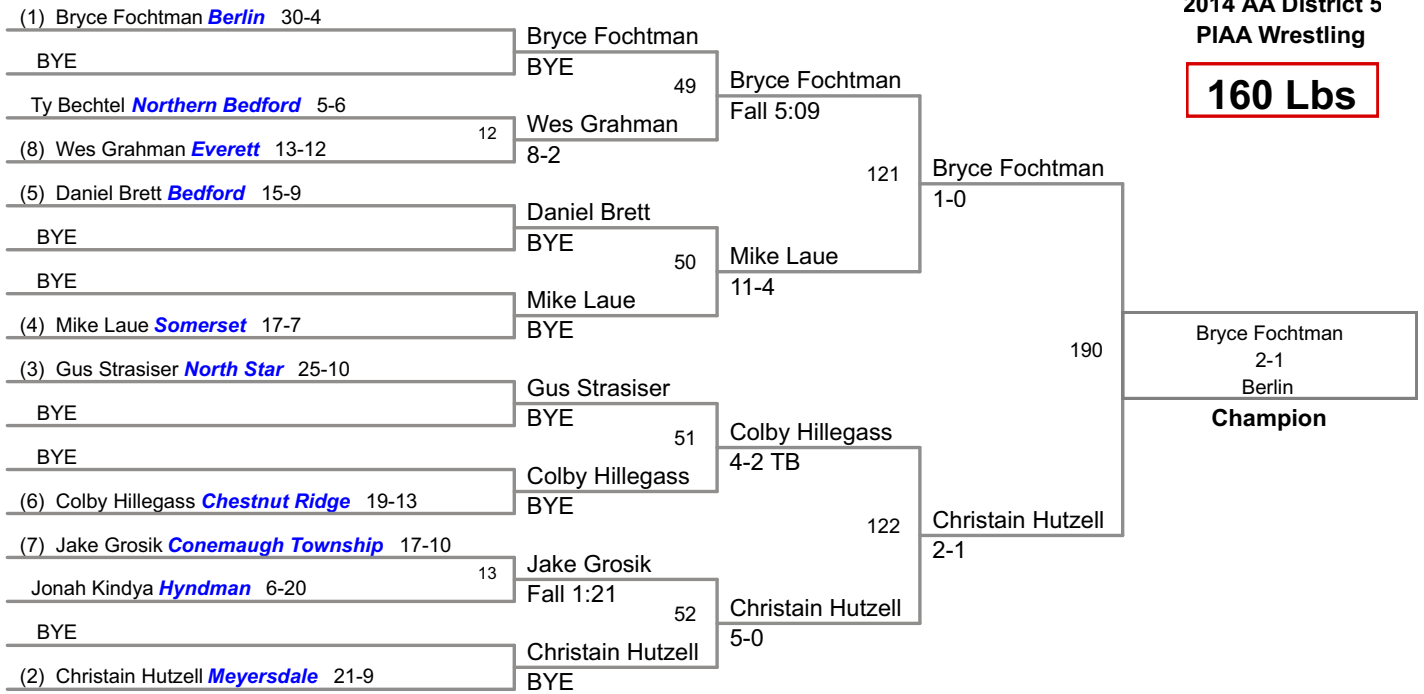 2014 AA District 5
PIAA Wrestling
160 Lbs
(1) Bryce Fochtman Berlin 30-4
BYE
Ty Bechtel Northern Bedford 5-6
(8) Wes Grahman Everett 13-12
(5) Daniel Brett Bedford 15-9
BYE
BYE
(4) Mike Laue Somerset 17-7
(3) Gus Strasiser North Star 25-10
BYE
BYE
(6) Colby Hillegass Chestnut Ridge 19-13
(7) Jake Grosik Conemaugh Township 17-10
Jonah Kindya Hyndman 6-20
BYE
(2) Christain Hutzell Meyersdale 21-9
12
13
Bryce Fochtman
BYE
Wes Grahman
8-2
Daniel Brett
BYE
Mike Laue
BYE
Gus Strasiser
BYE
Colby Hillegass
BYE
Jake Grosik
Fall 1:21
Christain Hutzell
BYE
49
50
51
52
Bryce Fochtman
Fall 5:09
Mike Laue
11-4
Colby Hillegass
4-2 TB
Christain Hutzell
5-0
121
122
Bryce Fochtman
1-0
Christain Hutzell
2-1
190
Bryce Fochtman
2-1
Berlin
Champion